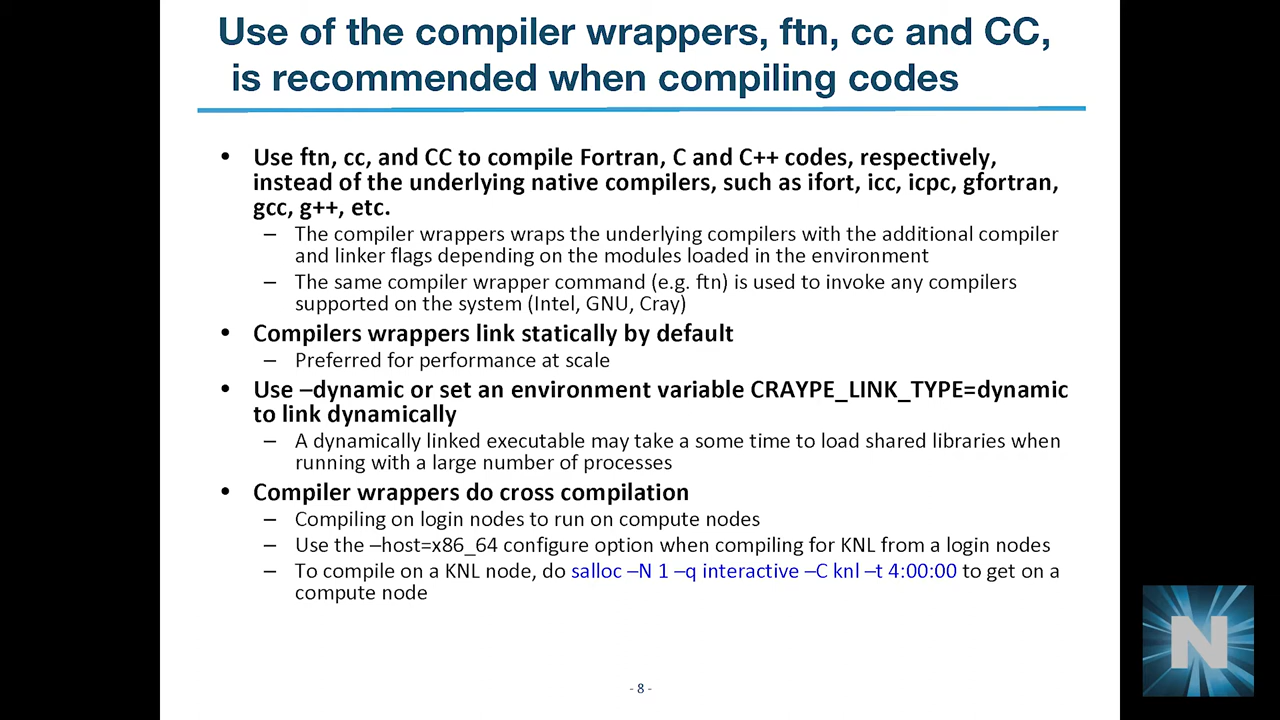 Use of the compiler wrappers, ftn, cc and CC,
is recommended when compiling codes
• Use ftn, cc, and CC to compile Fortran, C and C++ codes, respectively,
instead of the underlying native compilers, such as ifort, icc, icpc, gfortran,
gcc, g++, etc.
– The compiler wrappers wraps the underlying compilers with the additional compiler
and linker flags depending on the modules loaded in the environment
– The same compiler wrapper command (e.g. ftn) is used to invoke any compilers
supported on the system (Intel, GNU, Cray)
• Compilers wrappers link statically by default
– Preferred for performance at scale
• Use –dynamic or set an environment variable CRAYPE_LINK_TYPE=dynamic
to link dynamically
– A dynamically linked executable may take a some time to load shared libraries when
running with a large number of processes
• Compiler wrappers do cross compilation
– Compiling on login nodes to run on compute nodes
– Use the –host=x86_64 configure option when compiling for KNL from a login nodes
– To compile on a KNL node, do salloc –N 1 –q interactive –C knl –t 4:00:00 to get on a
compute node
N
- 8 -